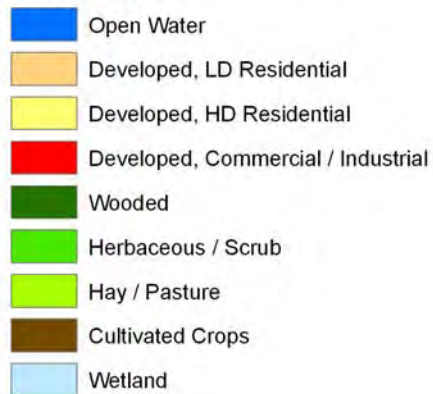 Open Water
Developed, LD Residential
Developed, HD Residential
Developed, Commercial / Industrial
Wooded
Herbaceous / Scrub
Hay / Pasture
Cultivated Crops
Wetland